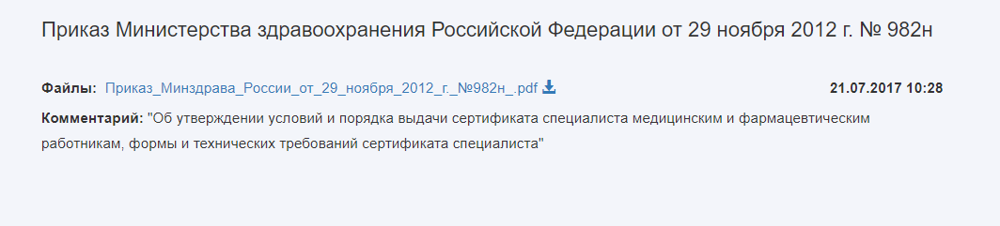 Приказ Министерства здравоохранения Российской Федерации от 29 ноября 2012 г. № 982н
Файлы: Приказ_Минздрава_России_от_29_ноября_2012_г._№982н_.pdf 21.07.2017 10:28
Комментарий: "Об утверждении условий и порядка выдачи сертификата специалиста медицинским и фармацевтическим
работникам, формы и технических требований сертификата специалиста"